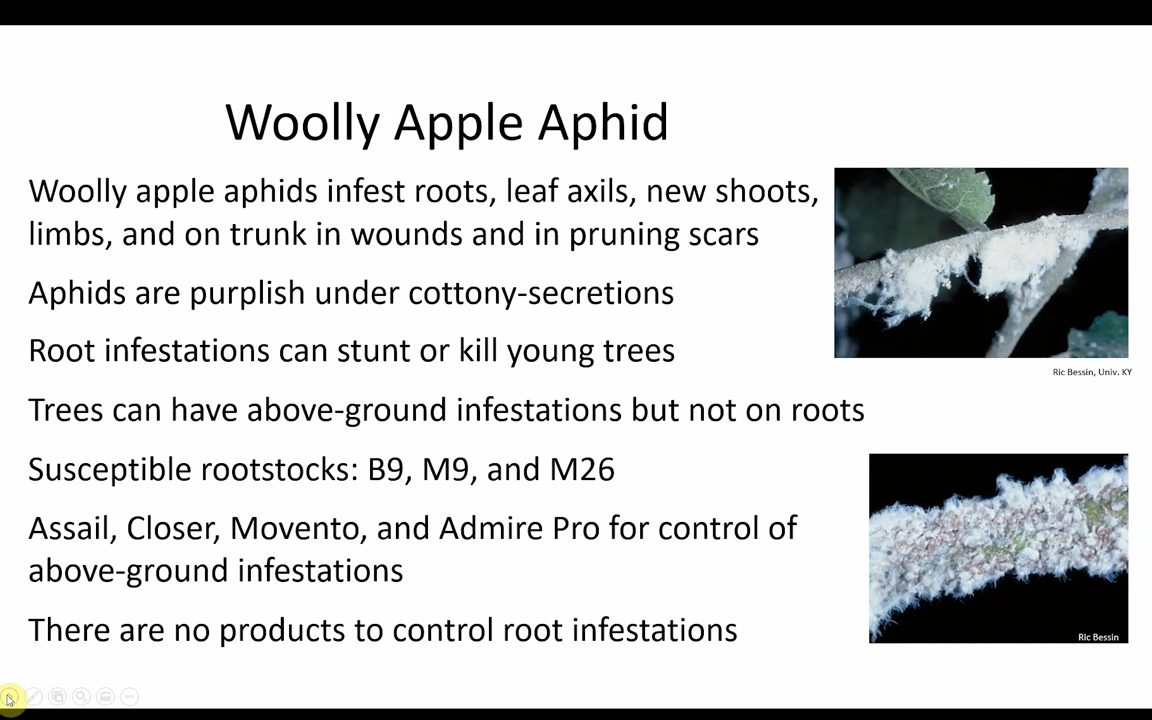 Woolly Apple Aphid
Woolly apple aphids infest roots, leaf axils, new shoots,
limbs, and on trunk in wounds and in pruning scars
Aphids are purplish under cottony-secretions
Root infestations can stunt or kill young trees
Ric Bessin, Univ. KY
Trees can have above-ground infestations but not on roots
Susceptible rootstocks: B9, M9, and M26
Assail, Closer, Movento, and Admire Pro for control of
above-ground infestations
There are no products to control root infestations
Ric Bessin